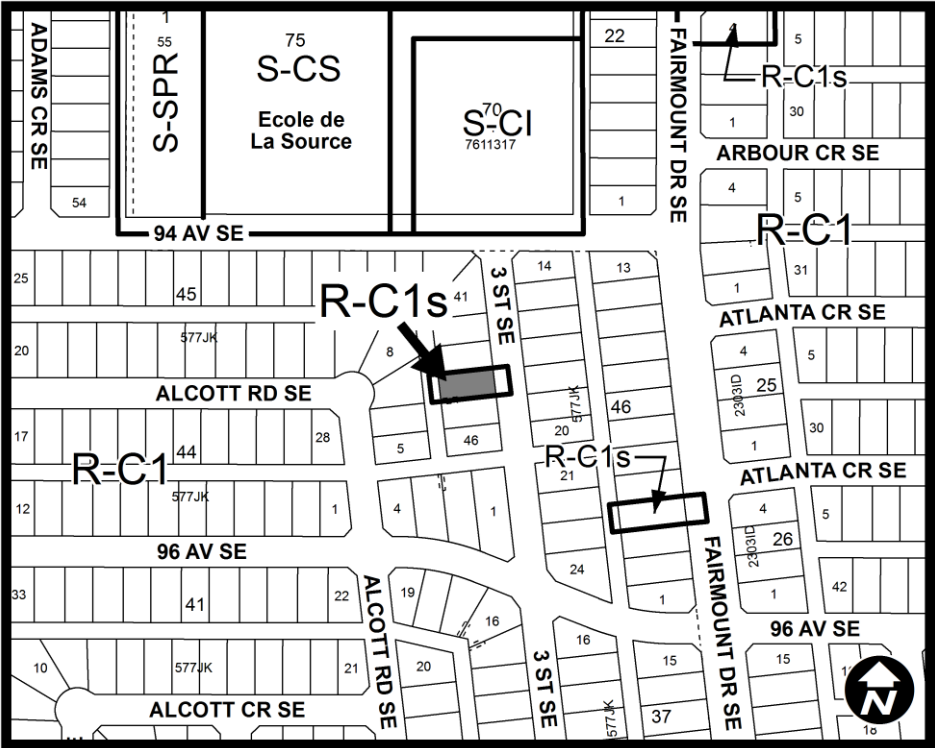 1
55
S-SPR
75
S-CS
Ecole de
La Source
70
S-CI
7611317
22
FAIRMOUNT DR SE
4
5
R-C1s
1
30
ARBOUR CR SE
ADAMS CR SE
54
1
4
5
94 AV SE
R-C1
1
31
25
45
577JK
20
41
3 ST SE
14
13
R-C1s
8
ATLANTA CR SE
4
5
2303ID
25
1
30
ALCOTT RD SE
577JK
46
20
17
44
28
5
46
R-C1
577JK
12
1
4
1
R-C1s
21
24
1
ATLANTA CR SE
4
5
2303ID
26
1
42
96 AV SE
33
41
22
ALCOTT RD SE
19
16
20
3 ST SE
16
577JK
15
37
FAIRMOUNT DR SE
96 AV SE
15
18
10
577JK
21
ALCOTT CR SE
N